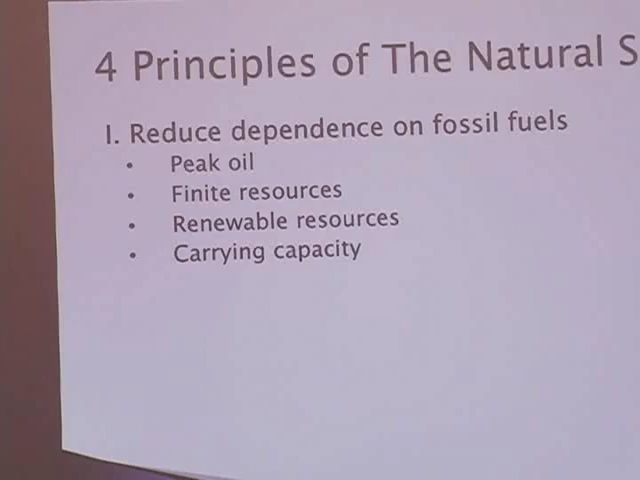 4 Principles of The Natural S
I. Reduce dependence on fossil fuels
• Peak oil
• Finite resources
• Renewable resources
• Carrying capacity